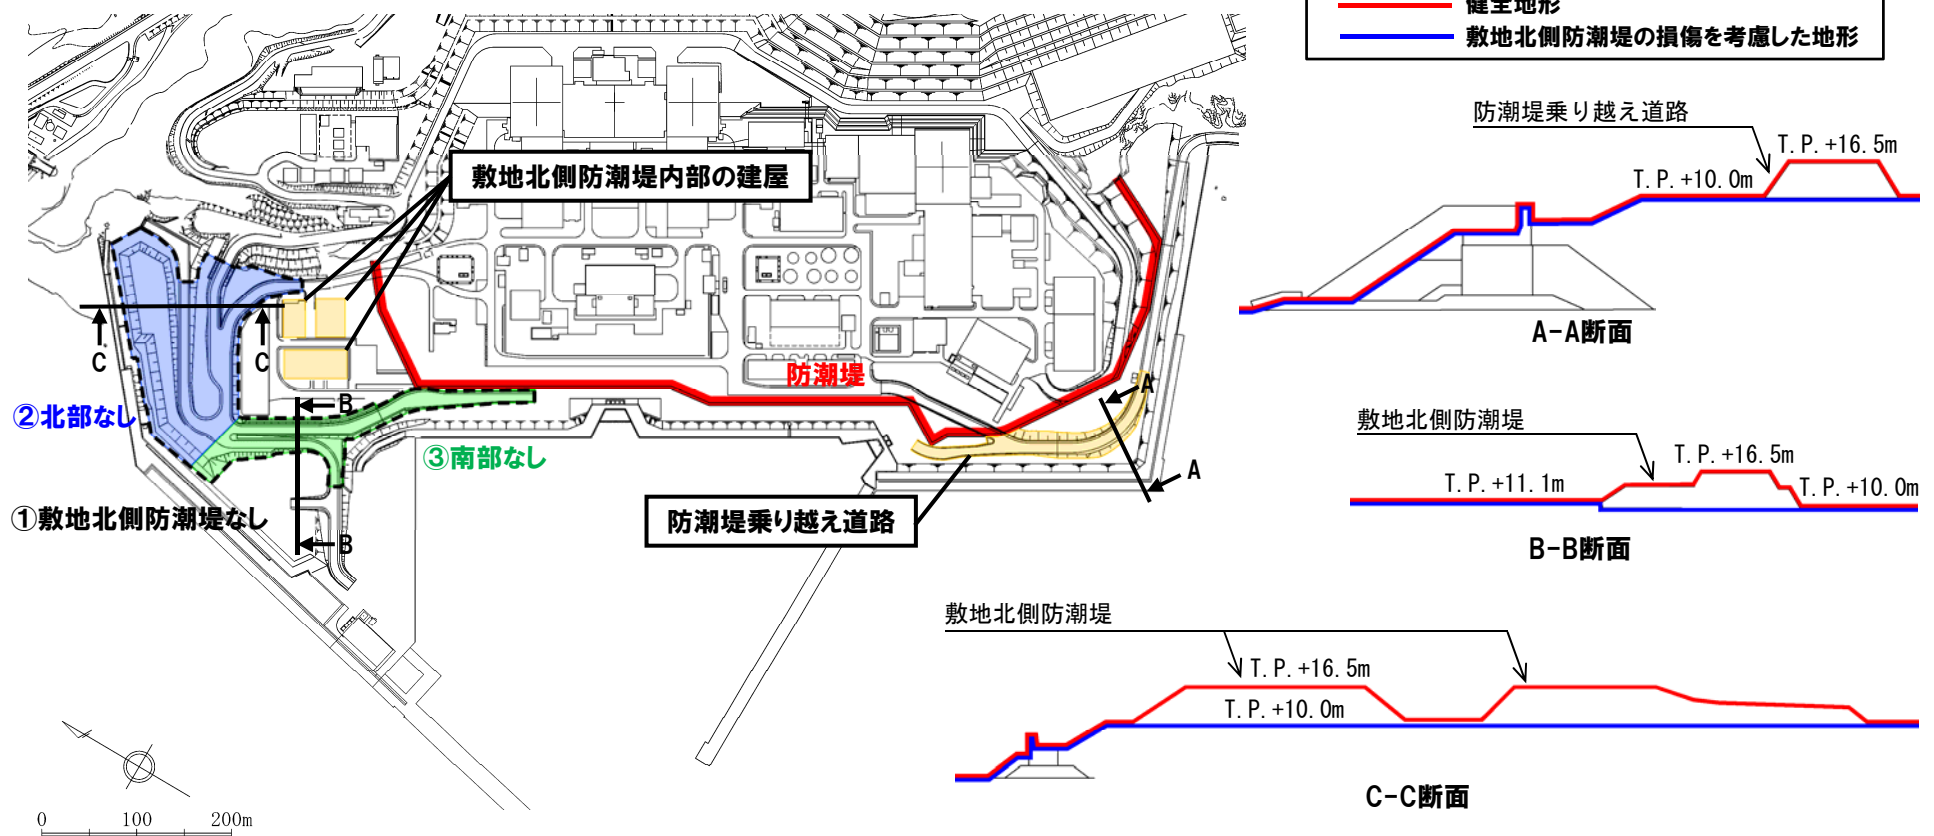 健全地形
敷地北側防潮堤の損傷を考慮した地形
防潮堤乗り越え道路
T.P.+16.5m
T.P.+10.0m
A-A断面
敷地北側防潮堤内部の建屋
防潮堤
C
C
B
B
A
A
②北部なし
③南部なし
①敷地北側防潮堤なし
防潮堤乗り越え道路
敷地北側防潮堤
T.P.+16.5m
T.P.+11.1m
T.P.+10.0m
B-B断面
敷地北側防潮堤
T.P.+16.5m
T.P.+10.0m
C-C断面
0 100 200m